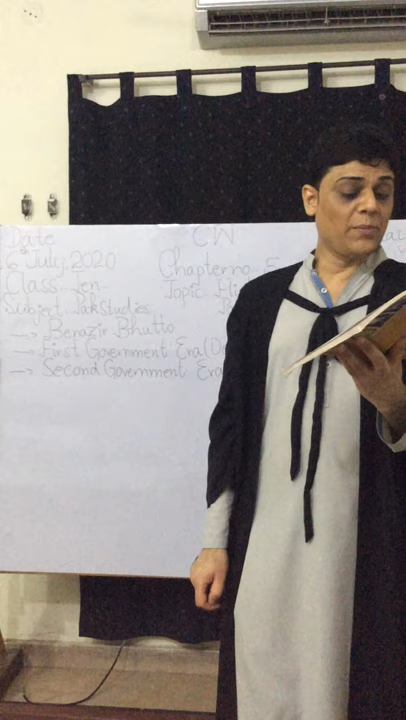 Date CW
6 July, 2020 Chapter no 5
Class Ten Topic
Subject PakStudies
→ Benazir Bhutto
→ First Government Era
→ Second Government Era